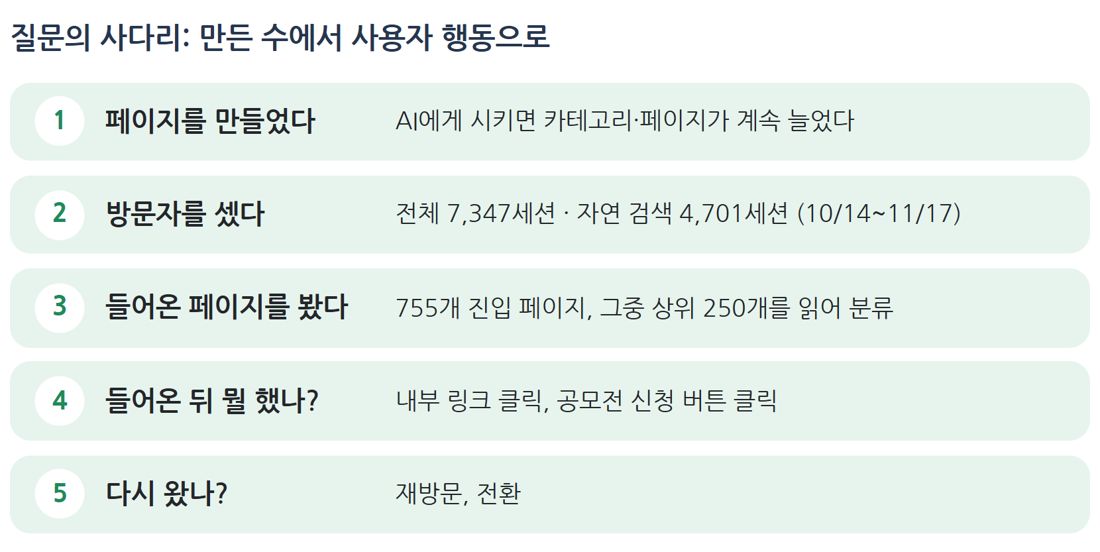 질문의 사다리: 만든 수에서 사용자 행동으로
1 페이지를 만들었다 AI에게 시키면 카테고리·페이지가 계속 늘었다
2 방문자를 셌다 전체 7,347세션 · 자연 검색 4,701세션 (10/14~11/17)
3 들어온 페이지를 봤다 755개 진입 페이지, 그중 상위 250개를 읽어 분류
4 들어온 뒤 뭘 했나? 내부 링크 클릭, 공모전 신청 버튼 클릭
5 다시 왔나? 재방문, 전환